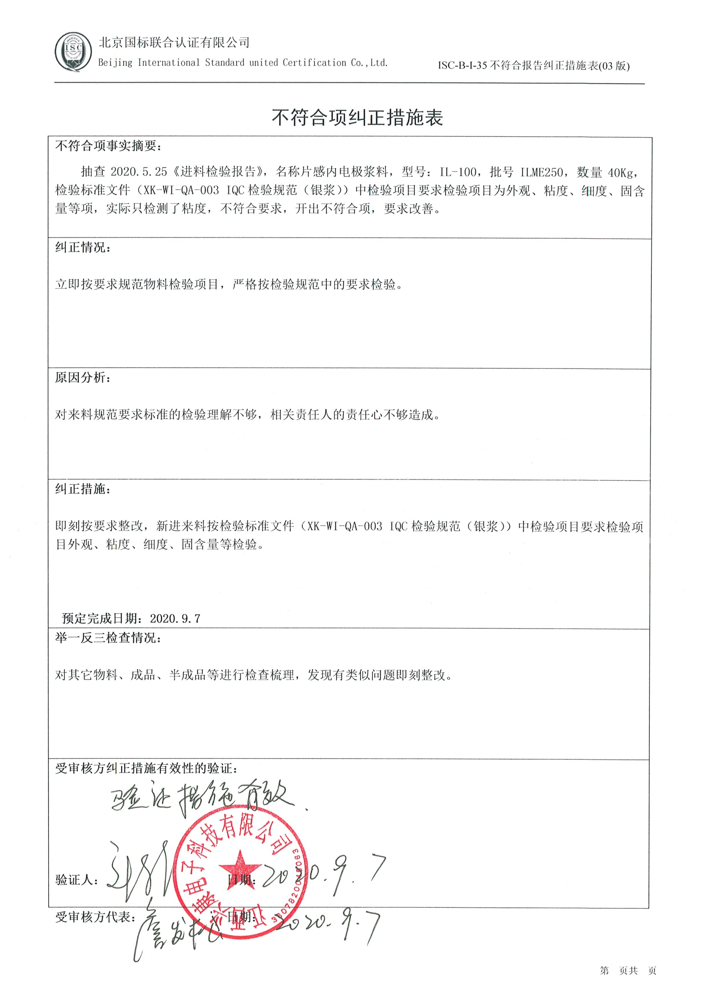 ISC
北京国标联合认证有限公司
Beijing International Standard united Certification Co.,Ltd.
ISC-B-I-35 不符合报告纠正措施表(03 版)
不符合项纠正措施表
不符合项事实摘要：
抽查 2020.5.25《进料检验报告》，名称片感内电极浆料，型号：IL-100，批号 ILME250，数量 40Kg，
检验标准文件（XK-WI-QA-003 IQC 检验规范（银浆））中检验项目要求检验项目为外观、粘度、细度、固含
量等项，实际只检测了粘度，不符合要求，开出不符合项，要求改善。
纠正情况：
立即按要求规范物料检验项目，严格按检验规范中的要求检验。
原因分析：
对来料规范要求标准的检验理解不够，相关责任人的责任心不够造成。
纠正措施：
即刻按要求整改，新进来料按检验标准文件（XK-WI-QA-003 IQC 检验规范（银浆））中检验项目要求检验项
目外观、粘度、细度、固含量等检验。
预定完成日期：2020.9.7
举一反三检查情况：
对其它物料、成品、半成品等进行检查梳理，发现有类似问题即刻整改。
受审核方纠正措施有效性的验证：
验证措施有效.
验证人： 日期：2020.9.7
受审核方代表： 日期：2020.9.7
电子科技有限公司
第 页共 页